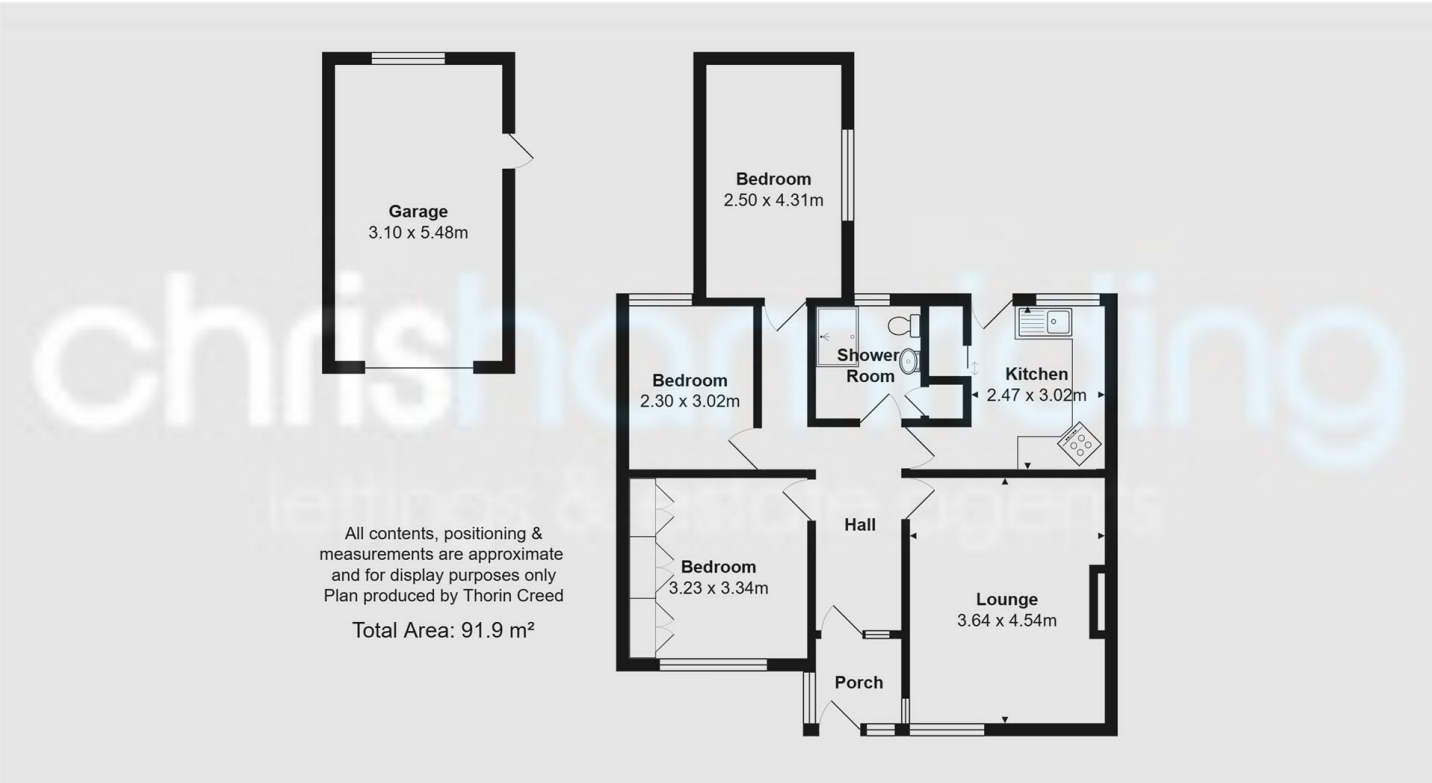 Garage
3.10 x 5.48m
Bedroom
2.50 x 4.31m
Bedroom
2.30 x 3.02m
Shower
Room
Kitchen
2.47 x 3.02m
Hall
Bedroom
3.23 x 3.34m
Lounge
3.64 x 4.54m
Porch
All contents, positioning &
measurements are approximate
and for display purposes only
Plan produced by Thorin Creed
Total Area: 91.9 m²
lettings & estate agents